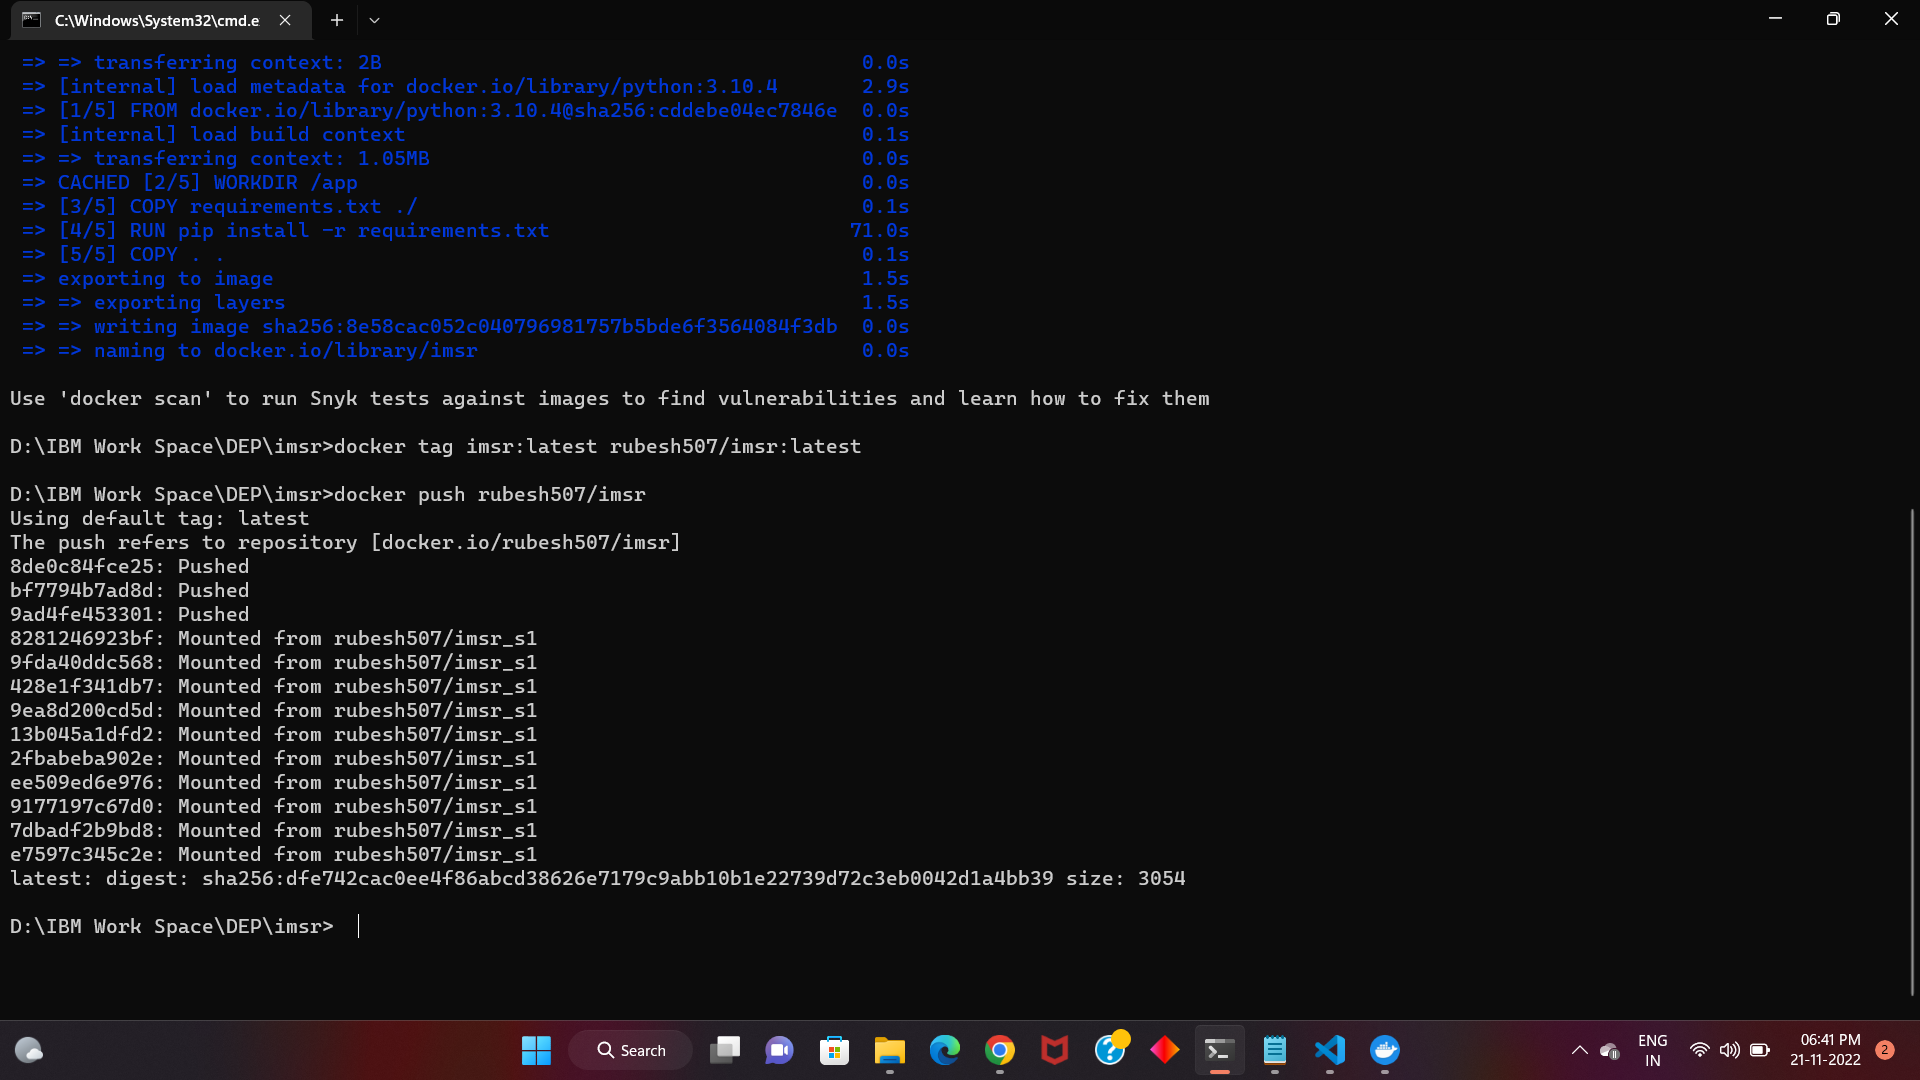 C:\Windows\System32\cmd.e
=> => transferring context: 2B 0.0s
=> [internal] load metadata for docker.io/library/python:3.10.4 2.9s
=> [1/5] FROM docker.io/library/python:3.10.4@sha256:cddebe04ec7846e 0.0s
=> [internal] load build context 0.1s
=> => transferring context: 1.05MB 0.0s
=> CACHED [2/5] WORKDIR /app 0.0s
=> [3/5] COPY requirements.txt ./ 0.1s
=> [4/5] RUN pip install -r requirements.txt 71.0s
=> [5/5] COPY . . 0.1s
=> exporting to image 1.5s
=> => exporting layers 1.5s
=> => writing image sha256:8e58cac052c040796981757b5bde6f3564084f3db 0.0s
=> => naming to docker.io/library/imsr 0.0s
Use 'docker scan' to run Snyk tests against images to find vulnerabilities and learn how to fix them
D:\IBM Work Space\DEP\imsr>docker tag imsr:latest rubesh507/imsr:latest
D:\IBM Work Space\DEP\imsr>docker push rubesh507/imsr
Using default tag: latest
The push refers to repository [docker.io/rubesh507/imsr]
8de0c84fce25: Pushed
bf7794b7ad8d: Pushed
9ad4fe453301: Pushed
8281246923bf: Mounted from rubesh507/imsr_s1
9fda40ddc568: Mounted from rubesh507/imsr_s1
428e1f341db7: Mounted from rubesh507/imsr_s1
9ea8d200cd5d: Mounted from rubesh507/imsr_s1
13b045a1dfd2: Mounted from rubesh507/imsr_s1
2fbabeba902e: Mounted from rubesh507/imsr_s1
ee509ed6e976: Mounted from rubesh507/imsr_s1
9177197c67d0: Mounted from rubesh507/imsr_s1
7dbadf2b9bd8: Mounted from rubesh507/imsr_s1
e7597c345c2e: Mounted from rubesh507/imsr_s1
latest: digest: sha256:dfe742cac0ee4f86abcd38626e7179c9abb10b1e22739d72c3eb0042d1a4bb39 size: 3054
D:\IBM Work Space\DEP\imsr>
Search
ENG
IN
06:41 PM
21-11-2022
2